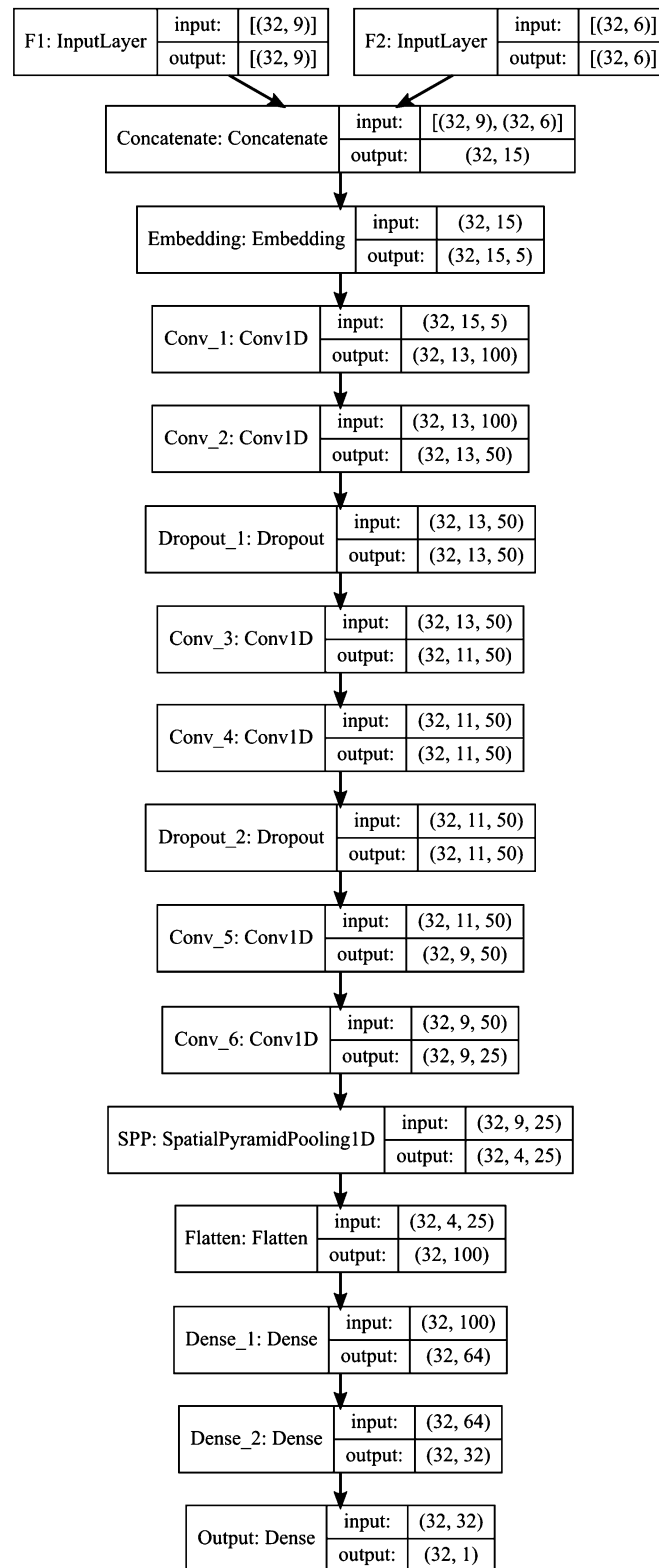 F1: InputLayer input: [(32, 9)]
output: [(32, 9)]
F2: InputLayer input: [(32, 6)]
output: [(32, 6)]
Concatenate: Concatenate input: [(32, 9), (32, 6)]
output: (32, 15)
Embedding: Embedding input: (32, 15)
output: (32, 15, 5)
Conv_1: Conv1D input: (32, 15, 5)
output: (32, 13, 100)
Conv_2: Conv1D input: (32, 13, 100)
output: (32, 13, 50)
Dropout_1: Dropout input: (32, 13, 50)
output: (32, 13, 50)
Conv_3: Conv1D input: (32, 13, 50)
output: (32, 11, 50)
Conv_4: Conv1D input: (32, 11, 50)
output: (32, 11, 50)
Dropout_2: Dropout input: (32, 11, 50)
output: (32, 11, 50)
Conv_5: Conv1D input: (32, 11, 50)
output: (32, 9, 50)
Conv_6: Conv1D input: (32, 9, 50)
output: (32, 9, 25)
SPP: SpatialPyramidPooling1D input: (32, 9, 25)
output: (32, 4, 25)
Flatten: Flatten input: (32, 4, 25)
output: (32, 100)
Dense_1: Dense input: (32, 100)
output: (32, 64)
Dense_2: Dense input: (32, 64)
output: (32, 32)
Output: Dense input: (32, 32)
output: (32, 1)